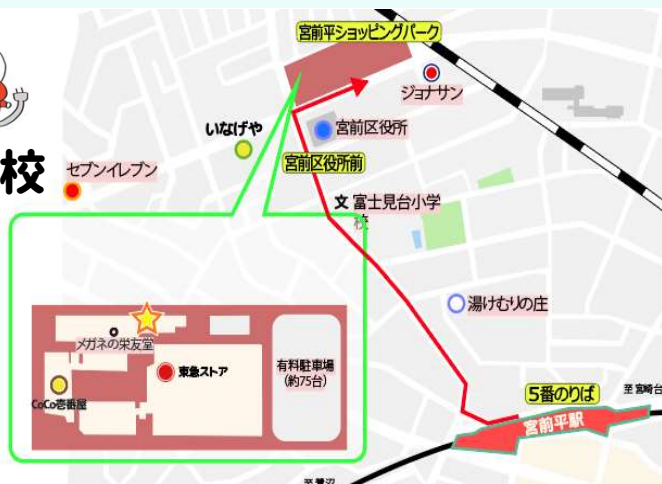 宮前平ショッピングパーク
ジョナサン
いなげや
宮前区役所
校
セブンイレブン
宮前区役所前
文 富士見台小学
校
湯けむりの庄
メガネの栄友堂
東急ストア
有料駐車場
(約75台)
CoCo壱番屋
5番のりば
至 宮崎台
宮前平駅
至 鷺沼